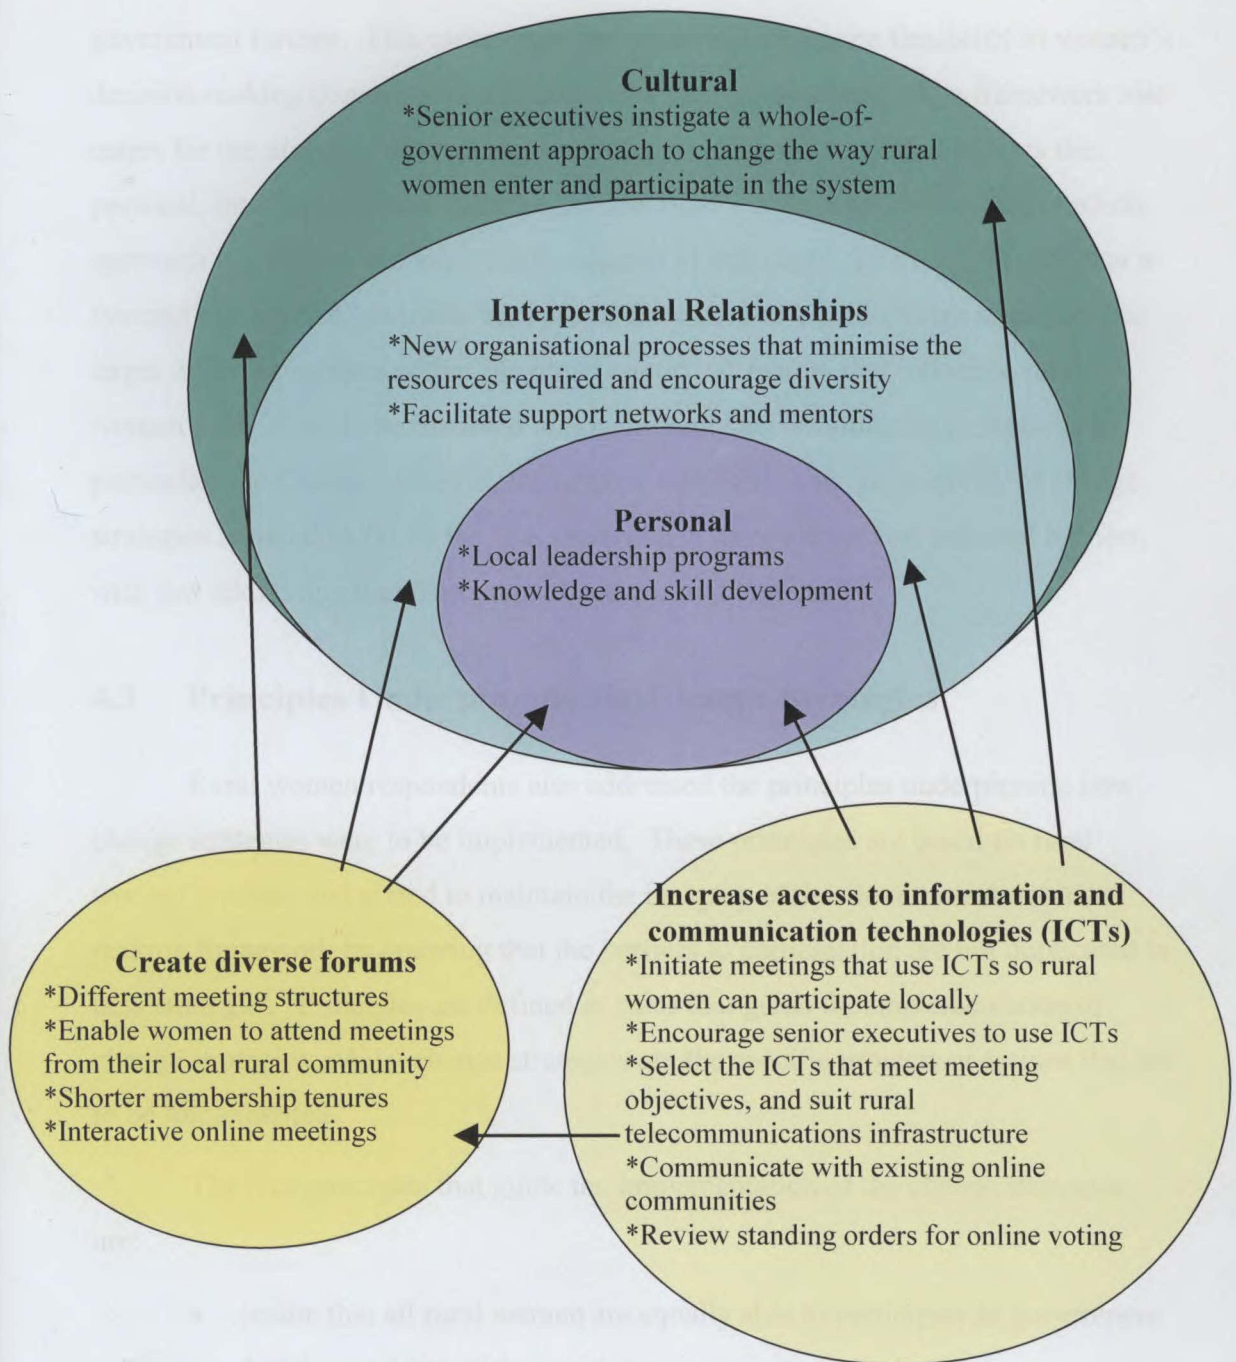 Cultural
*Senior executives instigate a whole-of-
government approach to change the way rural
women enter and participate in the system
Interpersonal Relationships
*New organisational processes that minimise the
resources required and encourage diversity
*Facilitate support networks and mentors
Personal
*Local leadership programs
*Knowledge and skill development
Create diverse forums
*Different meeting structures
*Enable women to attend meetings
from their local rural community
*Shorter membership tenures
*Interactive online meetings
Increase access to information and
communication technologies (ICTs)
*Initiate meetings that use ICTs so rural
women can participate locally
*Encourage senior executives to use ICTs
*Select the ICTs that meet meeting
objectives, and suit rural
telecommunications infrastructure
*Communicate with existing online
communities
*Review standing orders for online voting